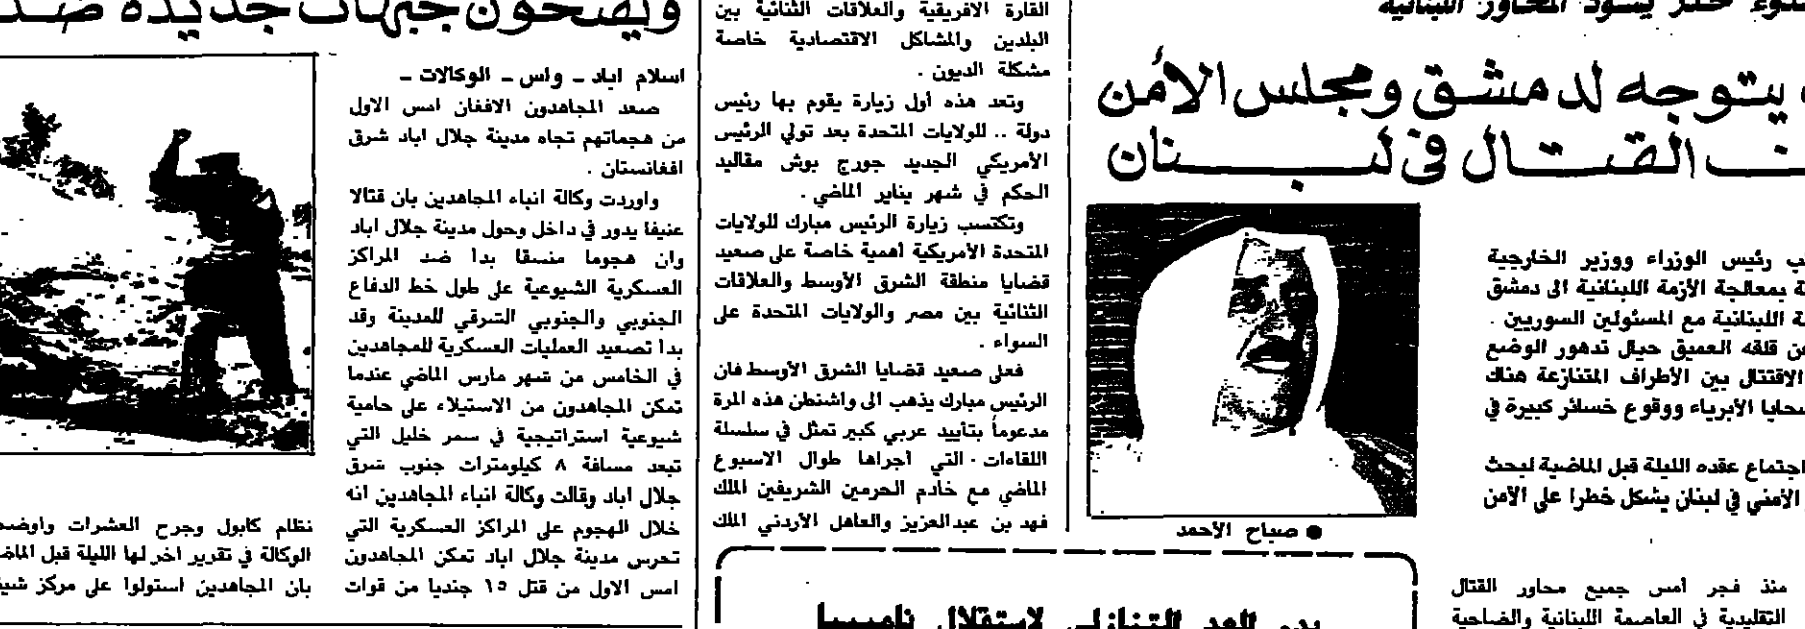 يسود المحاور اللبنانية
يتوجه لدمشق ومجلس الأمن
القتال في لبنان
ب رئيس الوزراء ووزير الخارجية
ة بمعالجة الأزمة اللبنانية الى دمشق
ة اللبنانية مع المسئولين السوريين .
عن قلقه العميق حيال تدهور الوضع
الاقتتال بين الأطراف المتنازعة هناك
ضحايا الأبرياء ووقوع خسائر كبيرة في
اجتماع عقده الليلة قبل الماضية لبحث
الأمني في لبنان يشكل خطرا على الأمن
منذ فجر أمس جميع محاور القتال
التقليدية في العاصمة اللبنانية والضاحية
● صباح الأحمد
القارة الافريقية والعلاقات الثنائية بين
البلدين والمشاكل الاقتصادية خاصة
مشكلة الديون .
وتعد هذه أول زيارة يقوم بها رئيس
دولة .. للولايات المتحدة بعد تولي الرئيس
الأمريكي الجديد جورج بوش مقاليد
الحكم في شهر يناير الماضي .
وتكتسب زيارة الرئيس مبارك للولايات
المتحدة الأمريكية أهمية خاصة على صعيد
قضايا منطقة الشرق الأوسط والعلاقات
الثنائية بين مصر والولايات المتحدة على
السواء .
فعلى صعيد قضايا الشرق الأوسط فان
الرئيس مبارك يذهب الى واشنطن هذه المرة
مدعوماً بتأييد عربي كبير تمثل في سلسلة
اللقاءات التي أجراها طوال الاسبوع
الماضي مع خادم الحرمين الشريفين الملك
فهد بن عبدالعزيز والعاهل الأردني الملك
بدء العد التنازلي لاستقلال ناميبيا
ويفتحون جبهات جديدة ضد
اسلام اباد - واس - الوكالات -
صعد المجاهدون الافغان امس الاول
من هجماتهم تجاه مدينة جلال اباد شرق
افغانستان .
واوردت وكالة انباء المجاهدين بان قتالا
عنيفا يدور في داخل وحول مدينة جلال اباد
وان هجوما منسقا بدأ ضد المراكز
العسكرية الشيوعية على طول خط الدفاع
الجنوبي والجنوبي الشرقي للمدينة وقد
بدا تصعيد العمليات العسكرية للمجاهدين
في الخامس من شهر مارس الماضي عندما
تمكن المجاهدون من الاستيلاء على حامية
شيوعية استراتيجية في سمر خليل التي
تبعد مسافة ٨ كيلومترات جنوب شرق
جلال اباد وقالت وكالة انباء المجاهدين انه
خلال الهجوم على المراكز العسكرية التي
تحرس مدينة جلال اباد تمكن المجاهدون
امس الاول من قتل ١٥ جنديا من قوات
نظام كابول وجرح العشرات واوضحت
الوكالة في تقرير اخر لها الليلة قبل
بان المجاهدين استولوا على مركز